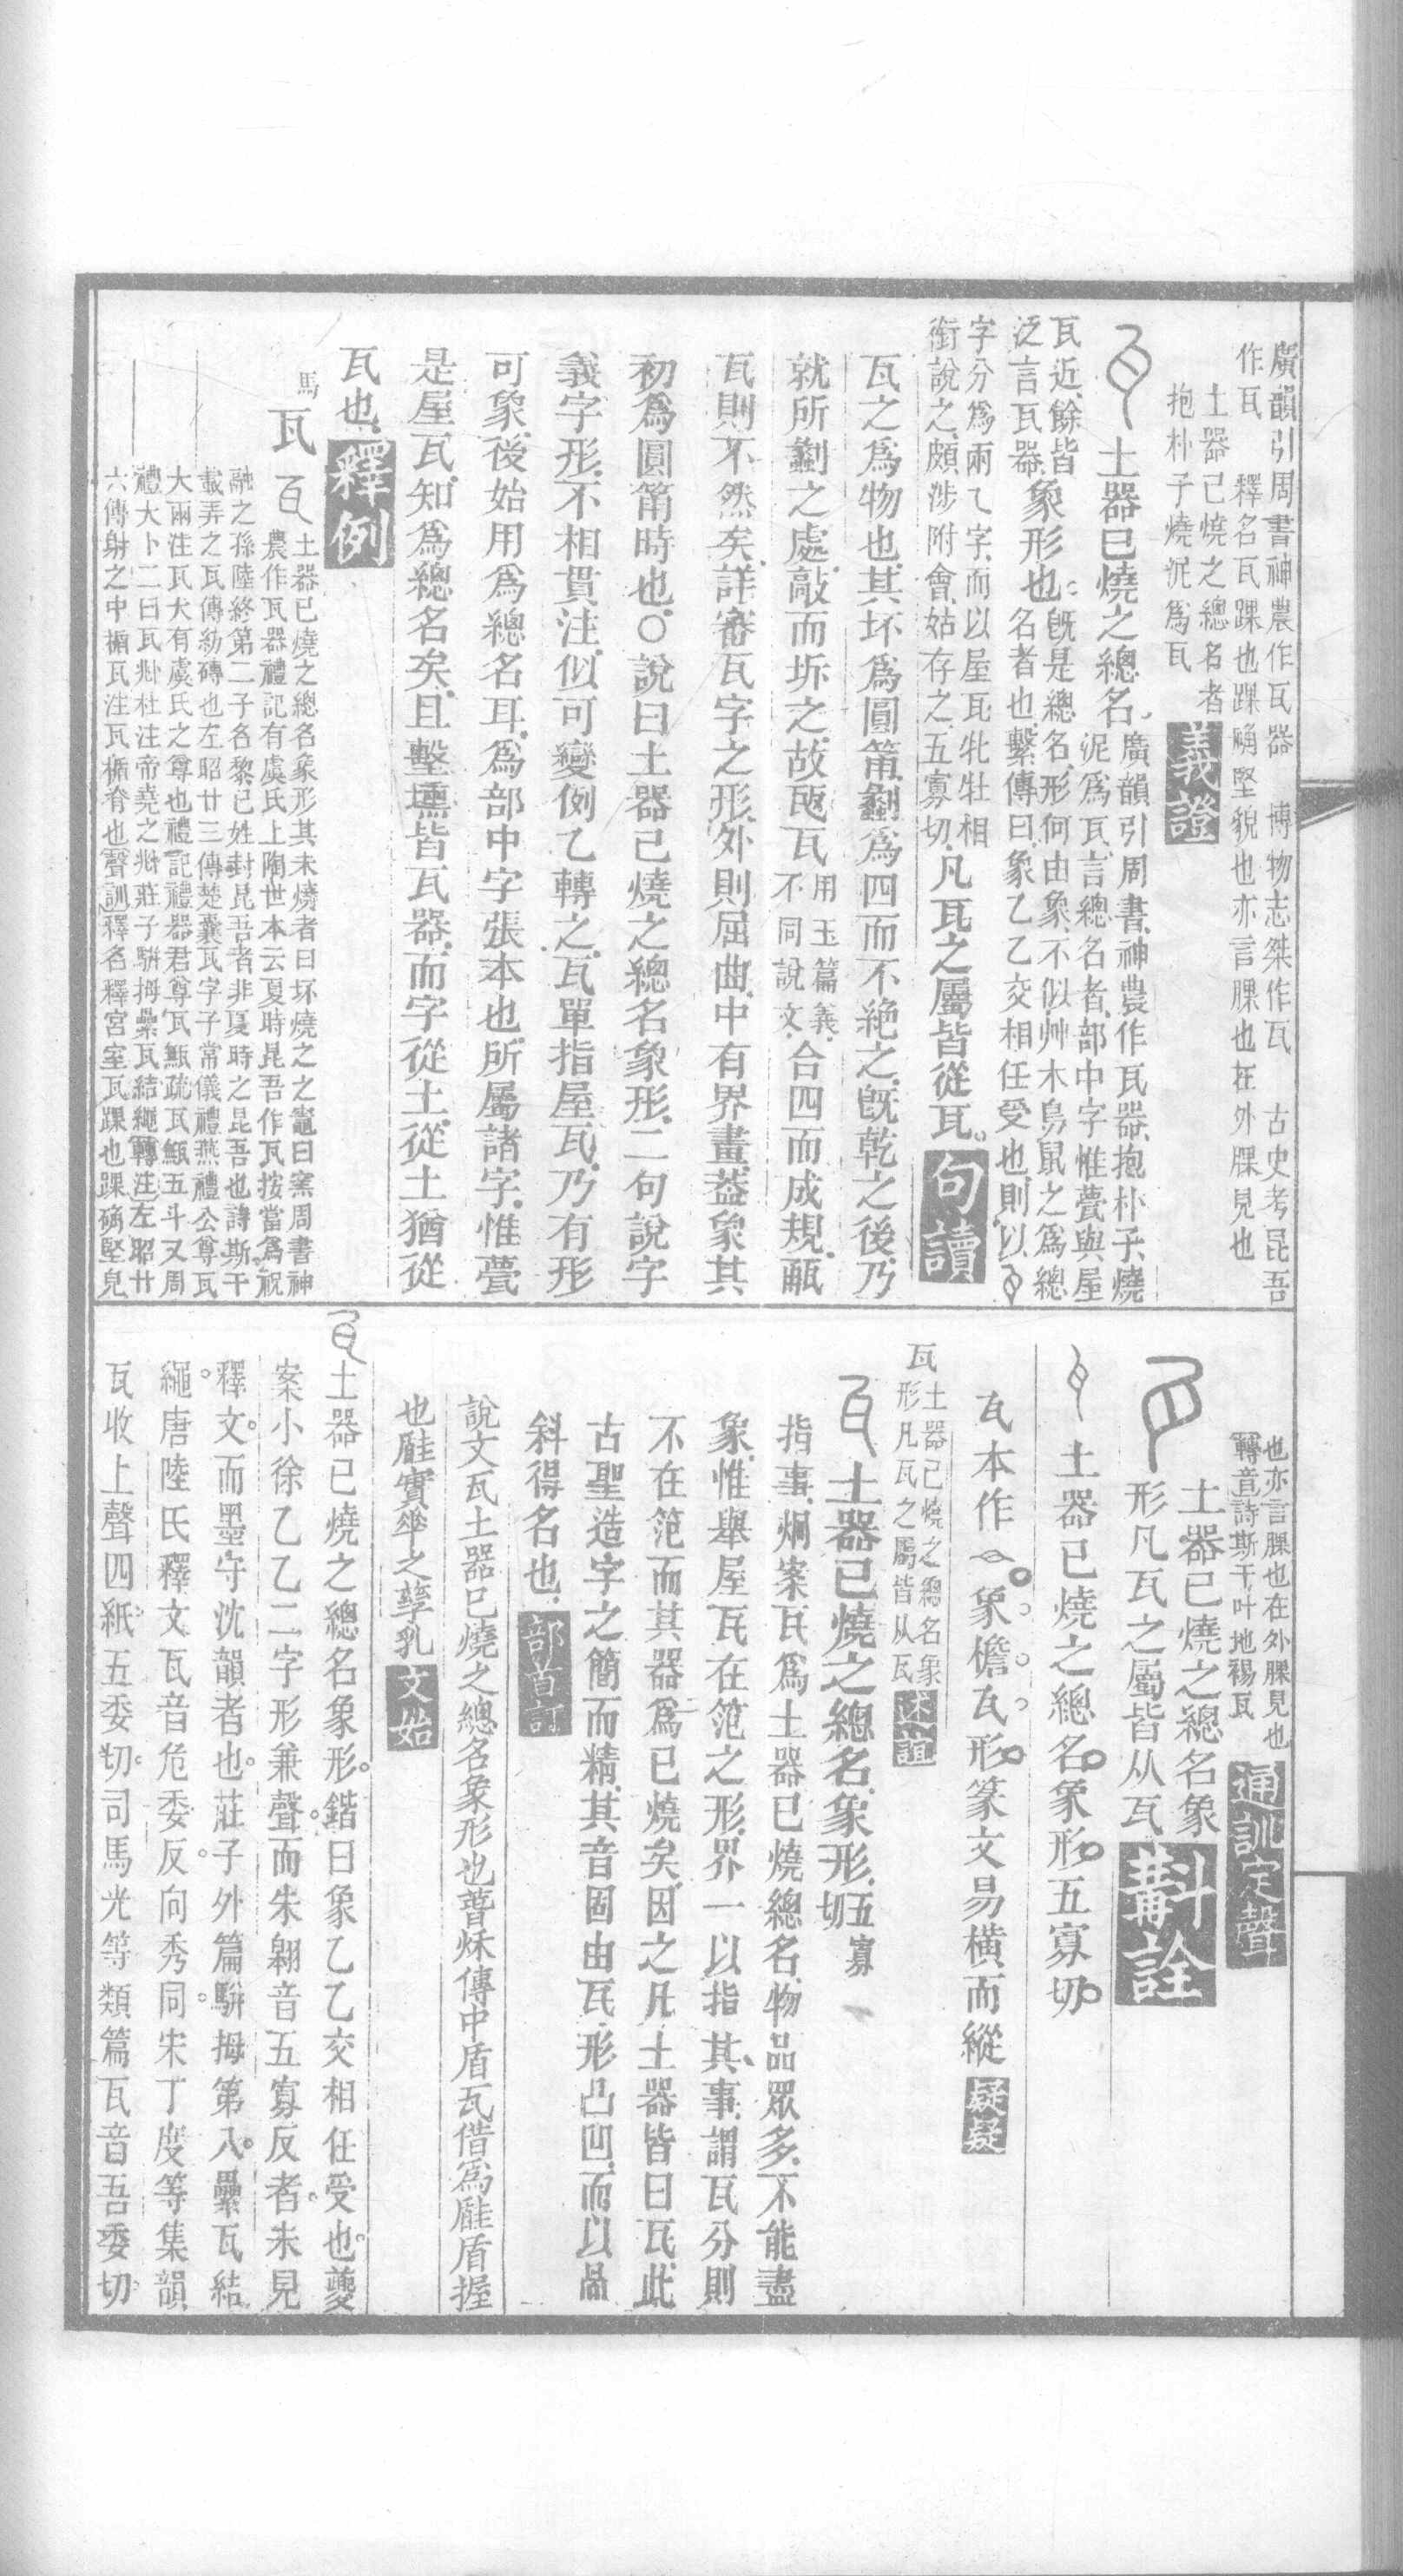 廣韻引周書神農作瓦器　博物志桀作瓦　古史考昆吾
作瓦　釋名瓦踝也踝确堅貌也亦言腂也在外腂見也
土器已燒之總名者
抱朴子燒泥爲瓦
義證
土器已燒之總名
廣韻引周書神農作瓦器抱朴子燒
泥爲瓦言總名者部中字惟甍與屋
瓦近餘皆
泛言瓦器
象形也
旣是總名形何由象不似艸木鳥鼠之爲總
名者也繫傳曰象乙乙交相任受也則以
字分爲兩乙字而以屋瓦牝牡相
銜說之頗涉附會姑存之五寡切
凡瓦之屬皆從瓦
句讀
瓦之爲物也其坏爲圓筩劙爲四而不絶之旣乾之後乃
就所劙之處敲而坼之故瓪瓦
用玉篇義
不同說文
合四而成規
瓦則不然矣詳審瓦字之形外則屈曲中有界畫葢象其
初爲圓筩時也○說曰土器已燒之總名象形二句說字
義字形不相貫注似可變例乙轉之瓦單指屋瓦乃有形
可象後始用爲總名耳爲部中字張本也所屬諸字惟甍
是屋瓦知爲總名矣且墼壎皆瓦器而字從土從土猶從
瓦也
釋例
馬
瓦
土器已燒之總名象形其未燒者曰坏燒之之竈曰窯周書神
農作瓦器禮記有虞氏上陶世本云夏時昆吾作瓦按當爲祝
融之孫陸終第二子名黎已姓封昆吾者非夏時之昆吾也詩斯干
載弄之瓦傳紡磚也左昭廿三傳楚囊瓦字子常儀禮燕禮公尊瓦
大兩注瓦大有虞氏之尊也禮記禮器君尊瓦甒疏瓦甒五斗又周
禮大卜二曰瓦兆杜注帝堯之兆莊子駢拇纍瓦結繩轉注左昭廿
六傳射之中楯瓦注瓦楯脊也聲訓釋名釋宮室瓦踝也踝确堅皃
也亦言腂也在外腂見也
轉音詩斯干叶地裼瓦
通訓定聲
土器已燒之總名象
形凡瓦之屬皆从瓦
斠詮
土器已燒之總名象形五寡切
瓦本作象檐瓦形篆文易橫而縱
疑疑
瓦
土器已燒之總名象
形凡瓦之屬皆从瓦
述誼
土器已燒之總名象形
五寡
切
指事烱案瓦爲土器已燒總名物品眾多不能盡
象惟舉屋瓦在笵之形界一以指其事謂瓦分則
不在笵而其器爲已燒矣因之凡土器皆曰瓦此
古聖造字之簡而精其音固由瓦形凸凹而以咼
斜得名也
部首訂
說文瓦土器已燒之總名象形也瞢穌傳中盾瓦借爲䧹盾握
也䧹實𠌶之孳乳
文始
土器已燒之總名象形鍇曰象乙乙交相任受也夔
案小徐乙乙二字形兼聲而朱翱音五寡反者未見
釋文而墨守沈韻者也莊子外篇駢拇第八纍瓦結
繩唐陸氏釋文瓦音危委反向秀同宋丁度等集韻
瓦收上聲四紙五委切司馬光等類篇瓦音吾委切